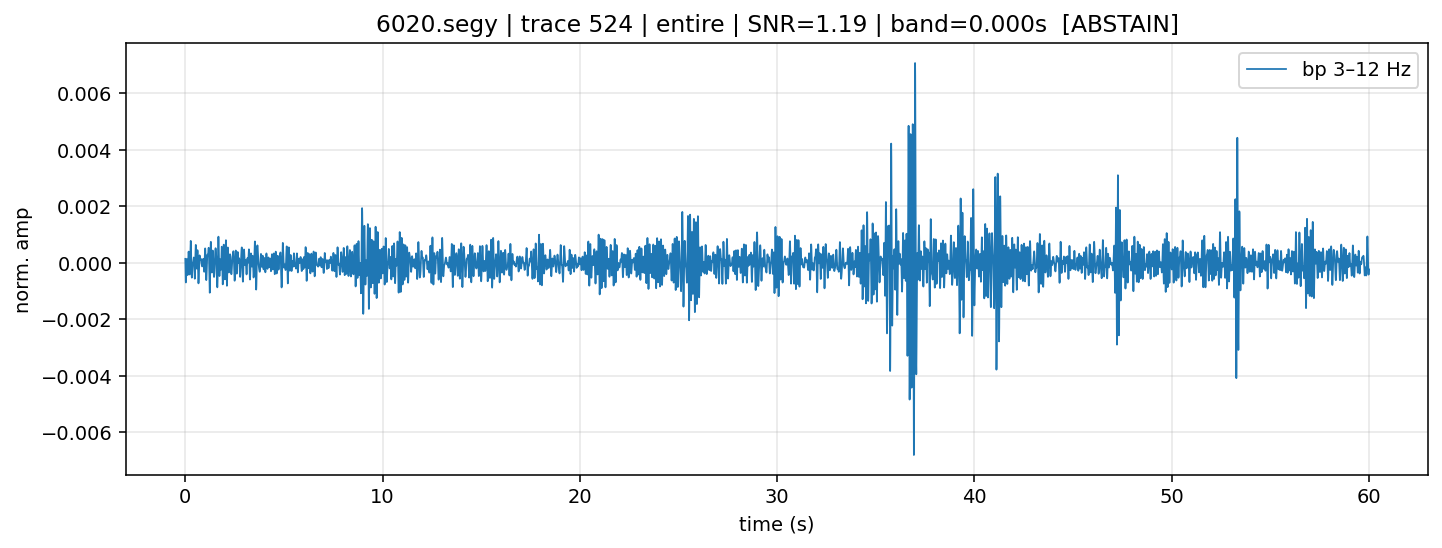 6020.segy | trace 524 | entire | SNR=1.19 | band=0.000s  [ABSTAIN]
bp 3–12 Hz
norm. amp
0.006
0.004
0.002
0.000
−0.002
−0.004
−0.006
0 10 20 30 40 50 60
time (s)